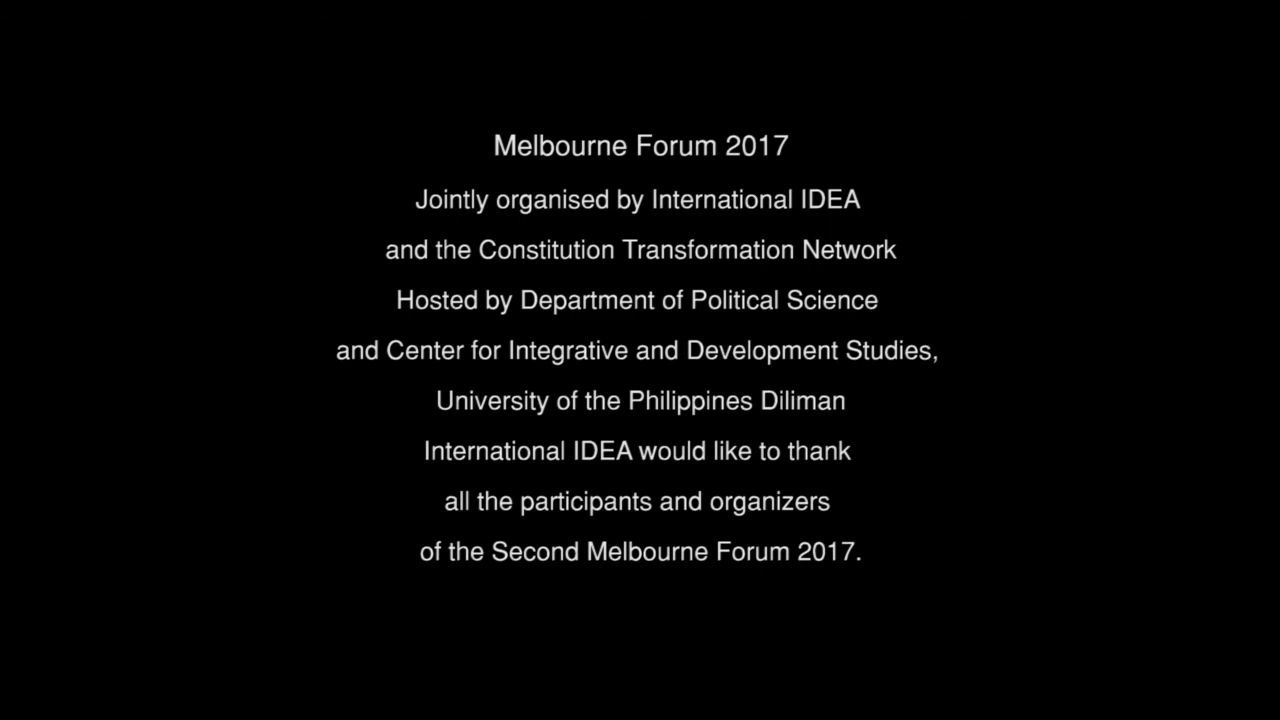 Melbourne Forum 2017
Jointly organised by International IDEA
and the Constitution Transformation Network
Hosted by Department of Political Science
and Center for Integrative and Development Studies,
University of the Philippines Diliman
International IDEA would like to thank
all the participants and organizers
of the Second Melbourne Forum 2017.